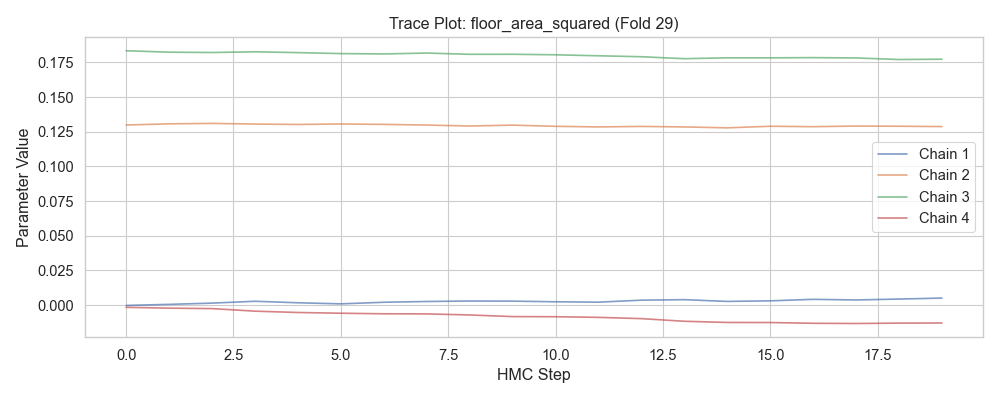 Trace Plot: floor_area_squared (Fold 29)
Parameter Value
0.175
0.150
0.125
0.100
0.075
0.050
0.025
0.000
Chain 1
Chain 2
Chain 3
Chain 4
0.0 2.5 5.0 7.5 10.0 12.5 15.0 17.5
HMC Step